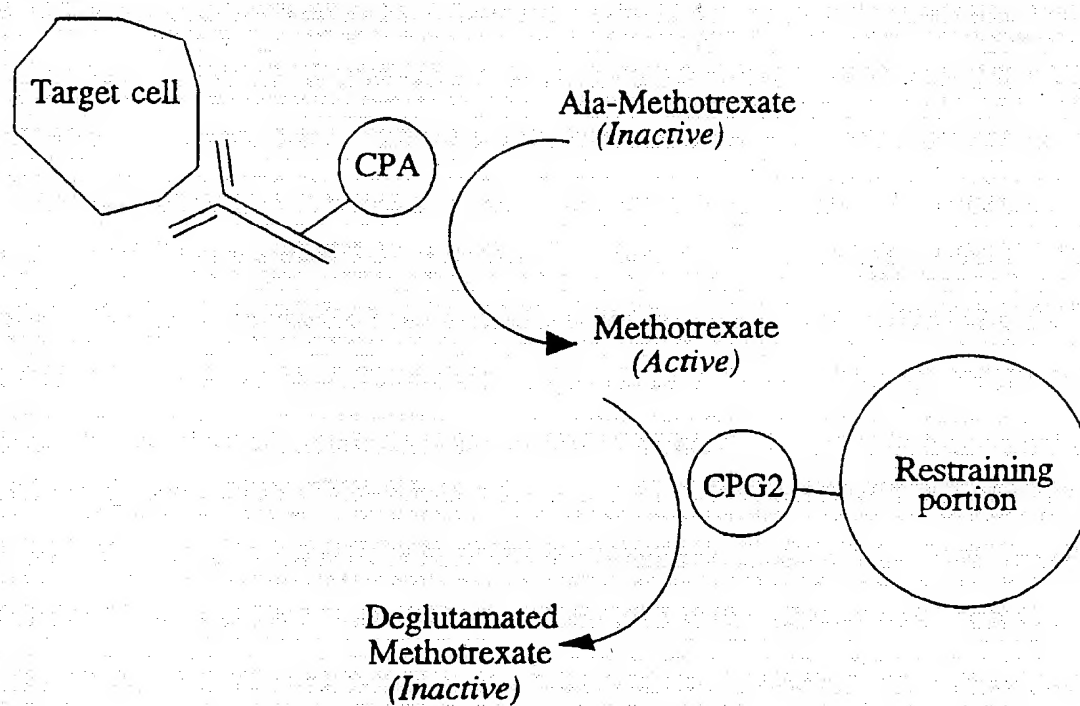 Target cell
CPA
Ala-Methotrexate
(Inactive)
Methotrexate
(Active)
CPG2
Restraining
portion
Deglutamated
Methotrexate
(Inactive)